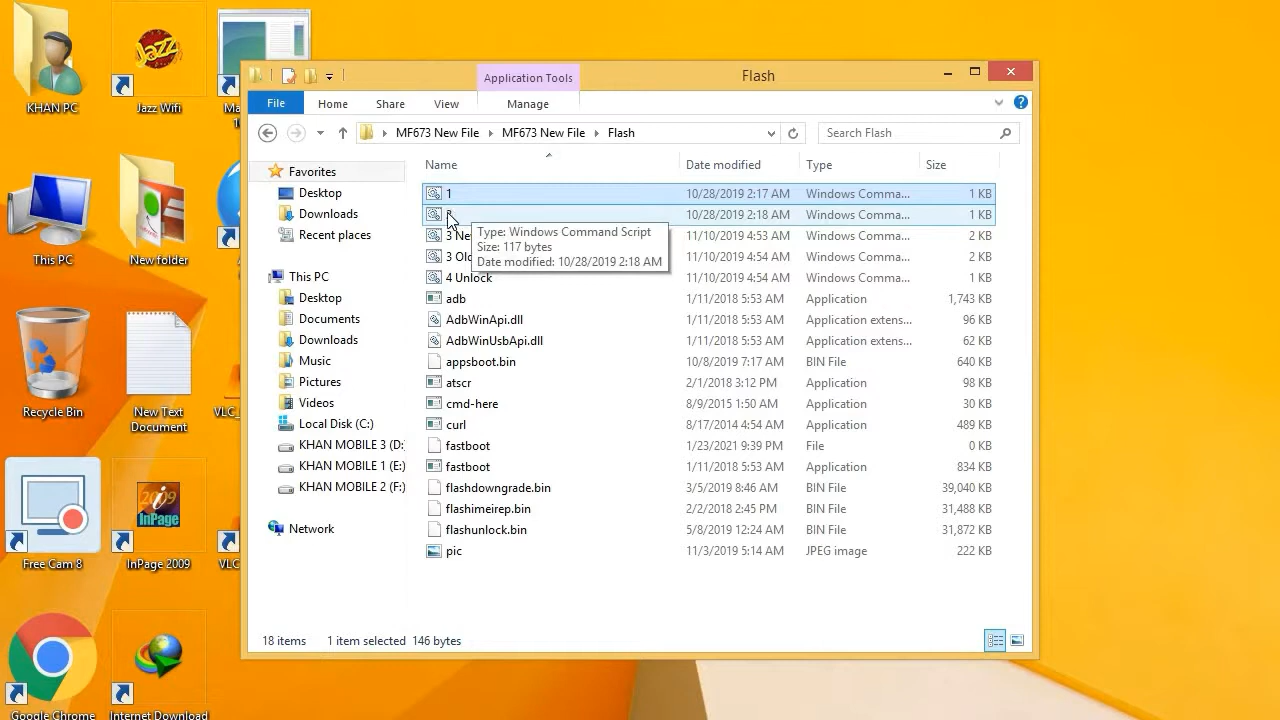 KHAN PC
Jazz
Jazz Wifi
This PC
New folder
Recycle Bin
New Text
Document
Free Cam 8
2009
InPage
InPage 2009
Google Chrome
Internet Download
Application Tools
Flash
File
Home
Share
View
Manage
MF673 New File
MF673 New File
Flash
Search Flash
Favorites
Desktop
Downloads
Recent places
This PC
Desktop
Documents
Downloads
Music
Pictures
Videos
Local Disk (C:)
KHAN MOBILE 3 (D:
KHAN MOBILE 1 (E:)
KHAN MOBILE 2 (F:)
Network
Name Date modified Type Size
1 Windows Comma... 1 KB
10/28/2019 2:18 AM Windows Comma... 1 KB
11/10/2019 4:53 AM Windows Comma... 2 KB
11/10/2019 4:54 AM Windows Comma... 2 KB
4 Unlock 11/10/2019 4:54 AM Windows Comma... 1 KB
adb 1/11/2018 5:53 AM Application 1,743 KB
AdbWinApi.dll 1/11/2018 5:53 AM Application extens... 96 KB
AdbWinUsbApi.dll 1/11/2018 5:53 AM Application extens... 62 KB
appsboot.bin 10/8/2019 7:17 AM BIN File 640 KB
atscr 2/1/2018 3:12 PM Application 98 KB
cmd-here 8/9/2015 1:50 AM Application 30 KB
curl 8/17/2014 4:54 AM Application 489 KB
fastboot 1/23/2021 9:39 PM File 0 KB
fastboot 1/11/2018 5:53 AM Application 834 KB
flashdowngrade.bin 3/5/2019 8:46 AM BIN File 39,040 KB
flashimeirep.bin 2/2/2018 2:45 PM BIN File 31,488 KB
flashunlock.bin 5/8/2018 12:24 AM BIN File 31,872 KB
pic 11/2/2019 5:14 AM JPEG image 222 KB
Type: Windows Command Script
Size: 117 bytes
Date modified: 10/28/2019 2:18 AM
18 items 1 item selected 146 bytes